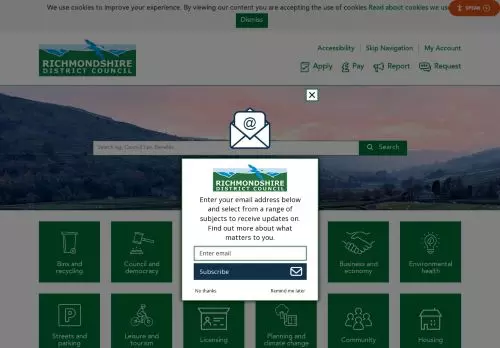 We use cookies to improve your experience. By viewing our content you are accepting the use of cookies Read about cookies we use
Dismiss
SPEAK
RICHMONDSHIRE
DISTRICT COUNCIL
Accessibility
Skip Navigation
My Account
Apply
Pay
Report
Request
Search eg. Council Tax, Benefits
Search
RICHMONDSHIRE
DISTRICT COUNCIL
Enter your email address below
and select from a range of
subjects to receive updates on.
Find out more about what
matters to you.
Enter email
Subscribe
No thanks
Remind me later
Bins and
recycling
Council and
democracy
Business and
economy
Environmental
health
Streets and
parking
Leisure and
tourism
Licensing
Planning and
climate change
Community
Housing